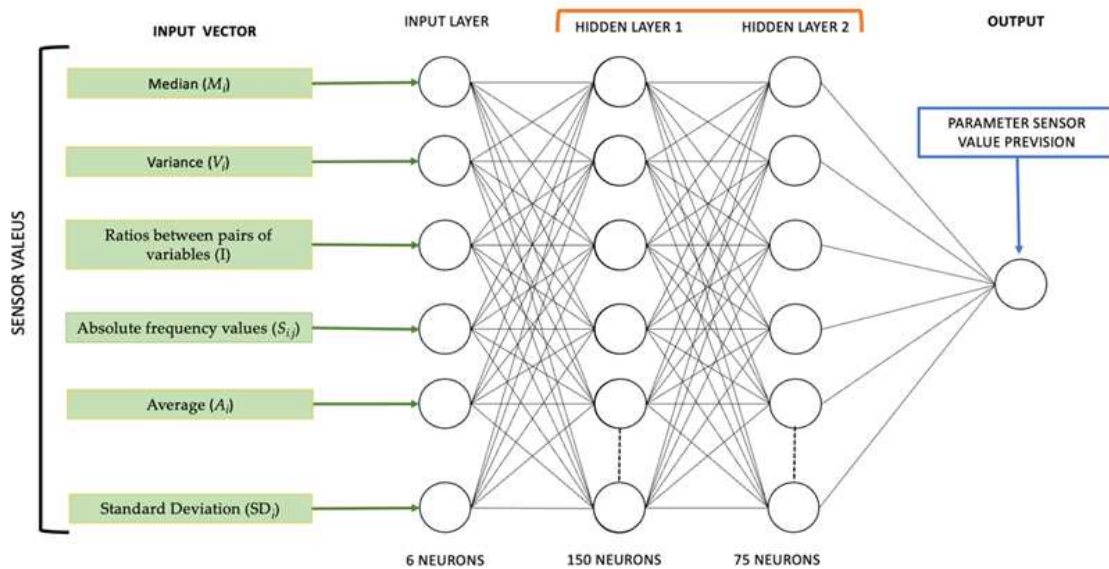 INPUT VECTOR
INPUT LAYER
HIDDEN LAYER 1
HIDDEN LAYER 2
OUTPUT
SENSOR VALEUS
Median (Mi)
Variance (Vi)
Ratios between pairs of
variables (I)
Absolute frequency values (Si,j)
Average (Ai)
Standard Deviation (SDi)
PARAMETER SENSOR
VALUE PREVISION
6 NEURONS
150 NEURONS
75 NEURONS